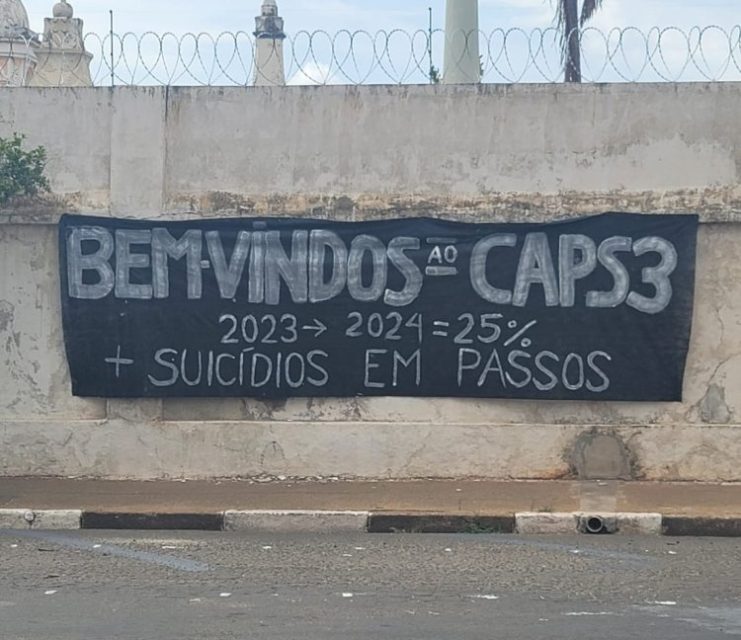 BEM-VINDOS AO CAPS3
2023→ 2024=25%
+ SUICÍDIOS EM PASSOS